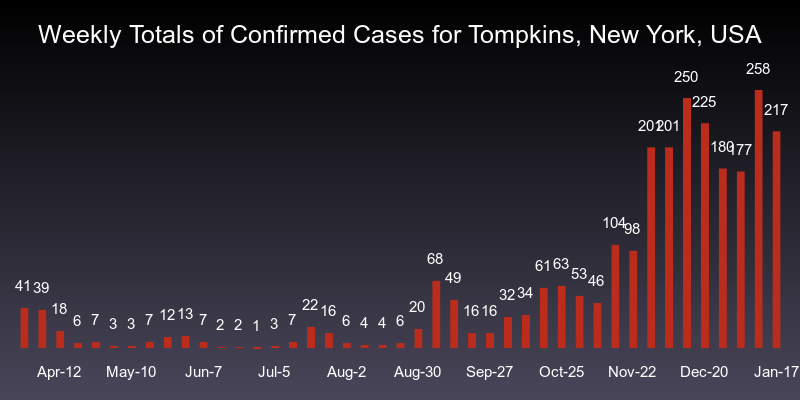 Weekly Totals of Confirmed Cases for Tompkins, New York, USA
41 39 18 6 7 3 3 7 12 13 7 2 2 1 3 7 22 16 6 4 4 6 20 68 49 16 16 32 34 61 63 53 46 104 98 201 201 250 225 180 177 258 217
Apr-12 May-10 Jun-7 Jul-5 Aug-2 Aug-30 Sep-27 Oct-25 Nov-22 Dec-20 Jan-17